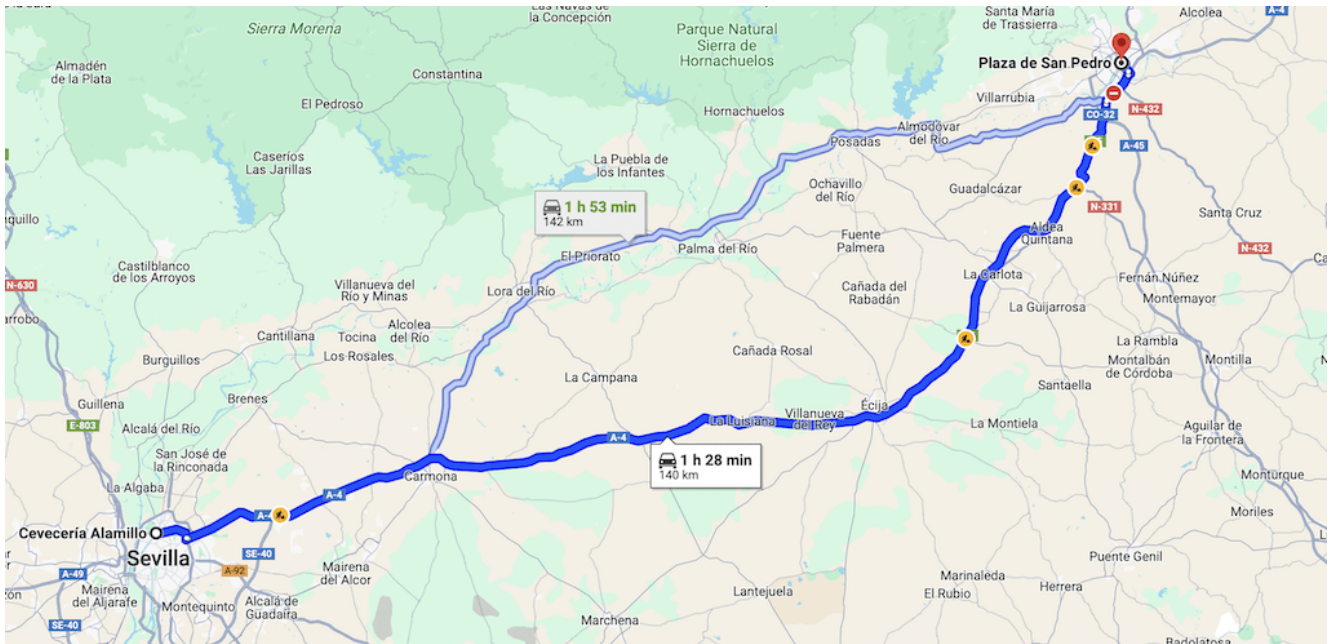 la Concepción
Santa María
de Trassierra
Alcolea
A-4
Sierra Morena
Parque Natural
Sierra de
Hornachuelos
Almadén
de la Plata
Constantina
Plaza de San Pedro
El Pedroso
Hornachuelos
Villarrubia
N-432
CO-32
Caseríos
Las Jarillas
La Puebla de
los Infantes
Posadas
Almodóvar
del Río
A-45
Ochavillo
del Río
Guadalcázar
1 h 53 min
142 km
N-331
Santa Cruz
Aldea
Quintana
N-432
El Priorato
Palma del Río
Fuente
Palmera
Castilblanco
de los Arroyos
N-630
Villanueva del
Río y Minas
Lora del Río
La Carlota
Fernán Núñez
Cañada del
Rabadán
La Guijarrosa
Montemayor
Cantillana
Tocina
Alcolea
del Río
Los Rosales
Burguillos
Cañada Rosal
La Rambla
Montalbán
de Córdoba
Montilla
La Campana
Santaella
Guillena
Brenes
E-803
Alcalá del Río
Écija
Villanueva
del Rey
La Luisiana
La Montiela
Aguilar de
la Frontera
A-4
San José de
la Rinconada
1 h 28 min
140 km
Carmona
Monturque
La Algaba
A-4
Moriles
Cevecería Alamillo
Sevilla
SE-40
A-92
A-49
Mairena
del Alcor
Puente Genil
Mairena
del Aljarafe
Montequinto
Alcalá de
Guadaíra
SE-40
Marinaleda
El Rubio
Herrera
Lantejuela
Marchena
Badolatosa